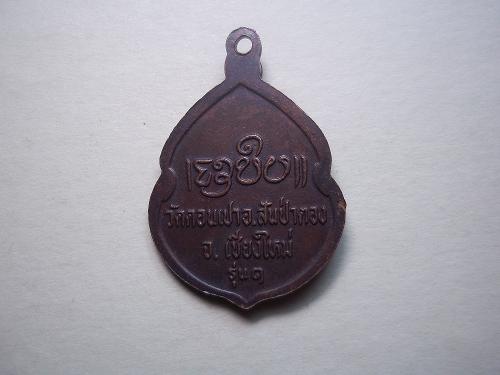 วัดดอนเปาอ.สันป่าตอง
จ. เชียงใหม่
รุ่น ๑